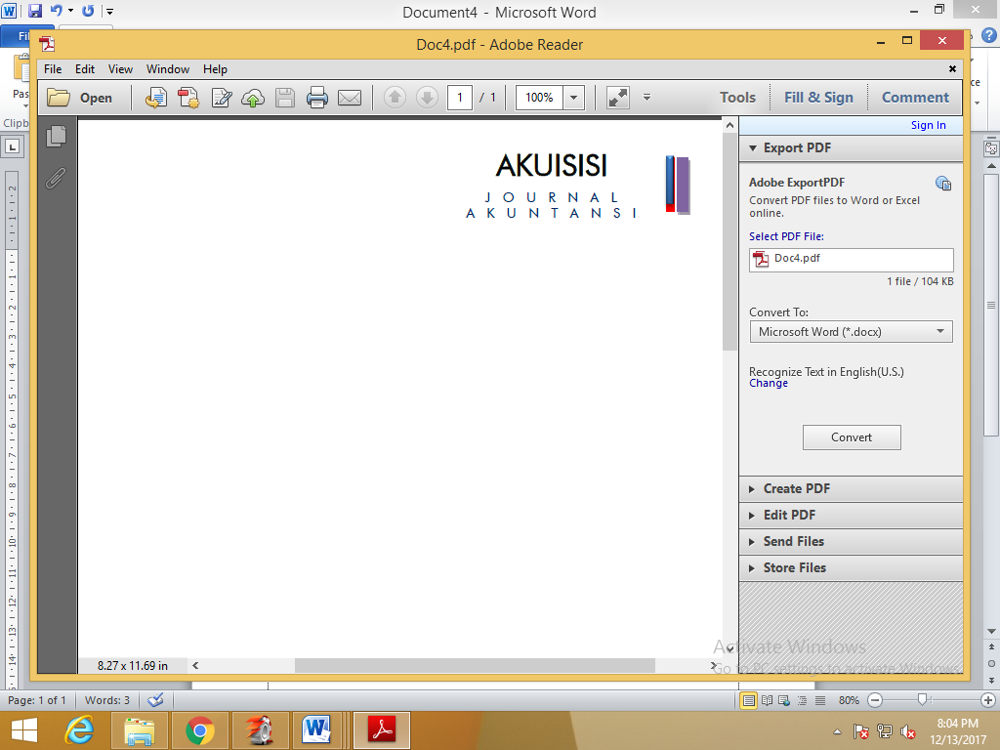 Document4 - Microsoft Word
Doc4.pdf - Adobe Reader
File Edit View Window Help
Open
1 / 1
100%
Tools
Fill & Sign
Comment
Sign In
Export PDF
Adobe ExportPDF
Convert PDF files to Word or Excel
online.
Select PDF File:
Doc4.pdf
1 file / 104 KB
Convert To:
Microsoft Word (*.docx)
Recognize Text in English(U.S.)
Change
Convert
Create PDF
Edit PDF
Send Files
Store Files
AKUISISI
JOURNAL
AKUNTANSI
8.27 x 11.69 in
Activate Windows
Go to PC settings to activate Windows.
Page: 1 of 1 Words: 3
80%
8:04 PM
12/13/2017